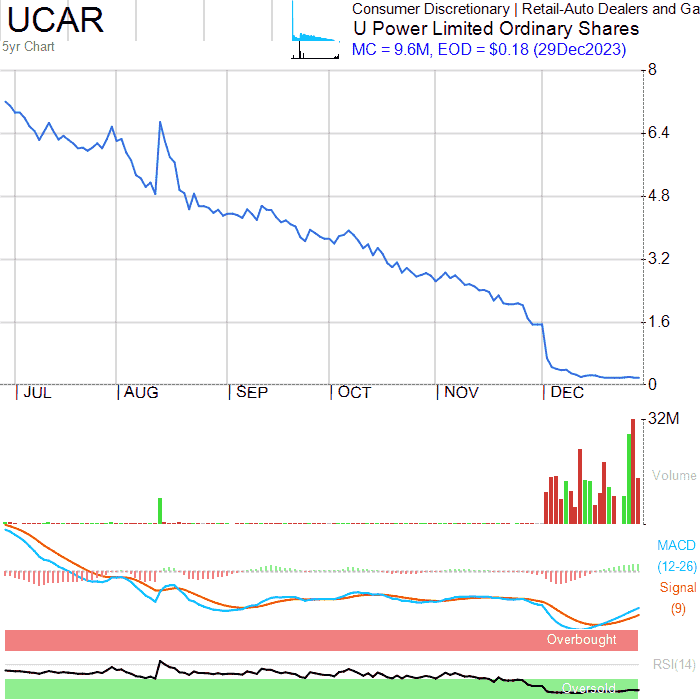 UCAR
5yr Chart
Consumer Discretionary | Retail-Auto Dealers and Ga
U Power Limited Ordinary Shares
MC = 9.6M, EOD = $0.18 (29Dec2023)
8
6.4
4.8
3.2
1.6
0
JUL AUG SEP OCT NOV DEC
32M
Volume
MACD
(12-26)
Signal
(9)
Overbought
RSI(14)
Oversold